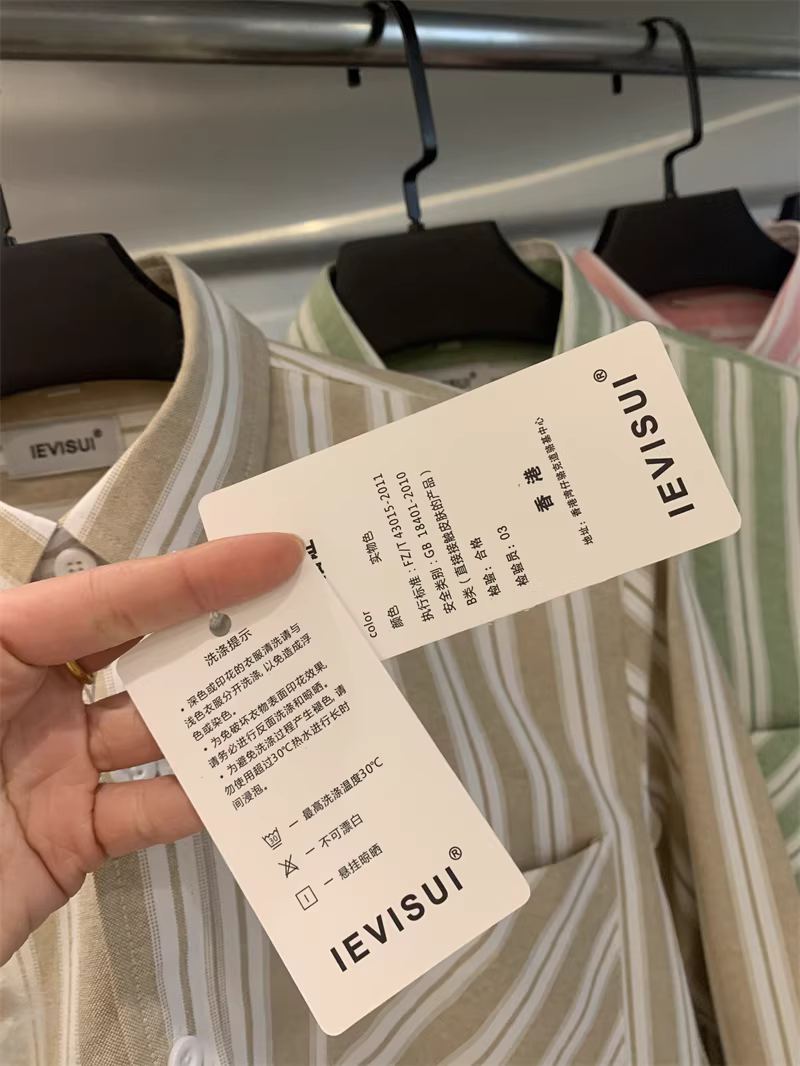 IEVISUI®
IEVISUI®
香港
地址：香港湾仔骆克道骆基中心
color
颜色 实物色
执行标准：FZ/T 43015-2011
安全类别：GB 18401-2010
B类（直接接触皮肤的产品）
检验：合格
检验员：03
洗涤提示
·深色或印花的衣服清洗请与
浅色衣服分开洗涤, 以免造成浮
色或染色。
·为免破坏衣物表面印花效果
请务必进行反面洗涤和晾晒。
·为避免洗涤过程产生褪色, 请
勿使用超过30℃热水进行长时
间浸泡。
30 — 最高洗涤温度30℃
— 不可漂白
— 悬挂晾晒
IEVISUI®